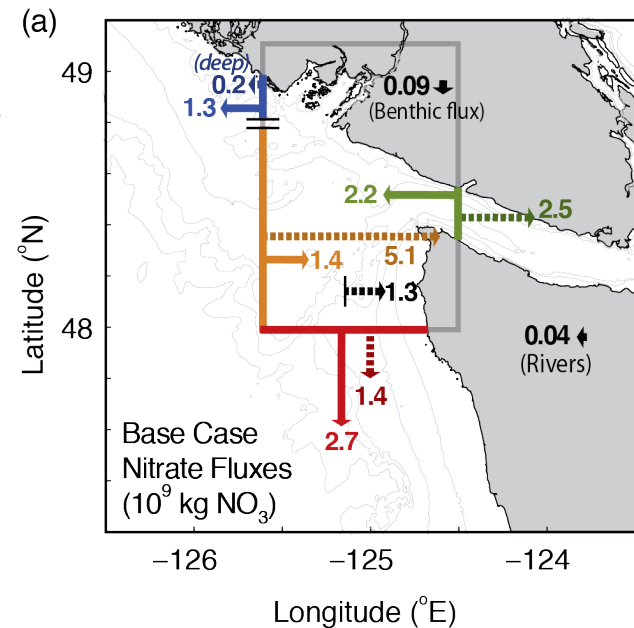 (a)
49
48
Latitude (°N)
(deep)
0.2
1.3
0.09
(Benthic flux)
2.2
2.5
5.1
1.4
1.3
0.04
(Rivers)
1.4
2.7
Base Case
Nitrate Fluxes
(10⁹ kg NO₃)
−126
−125
−124
Longitude (°E)